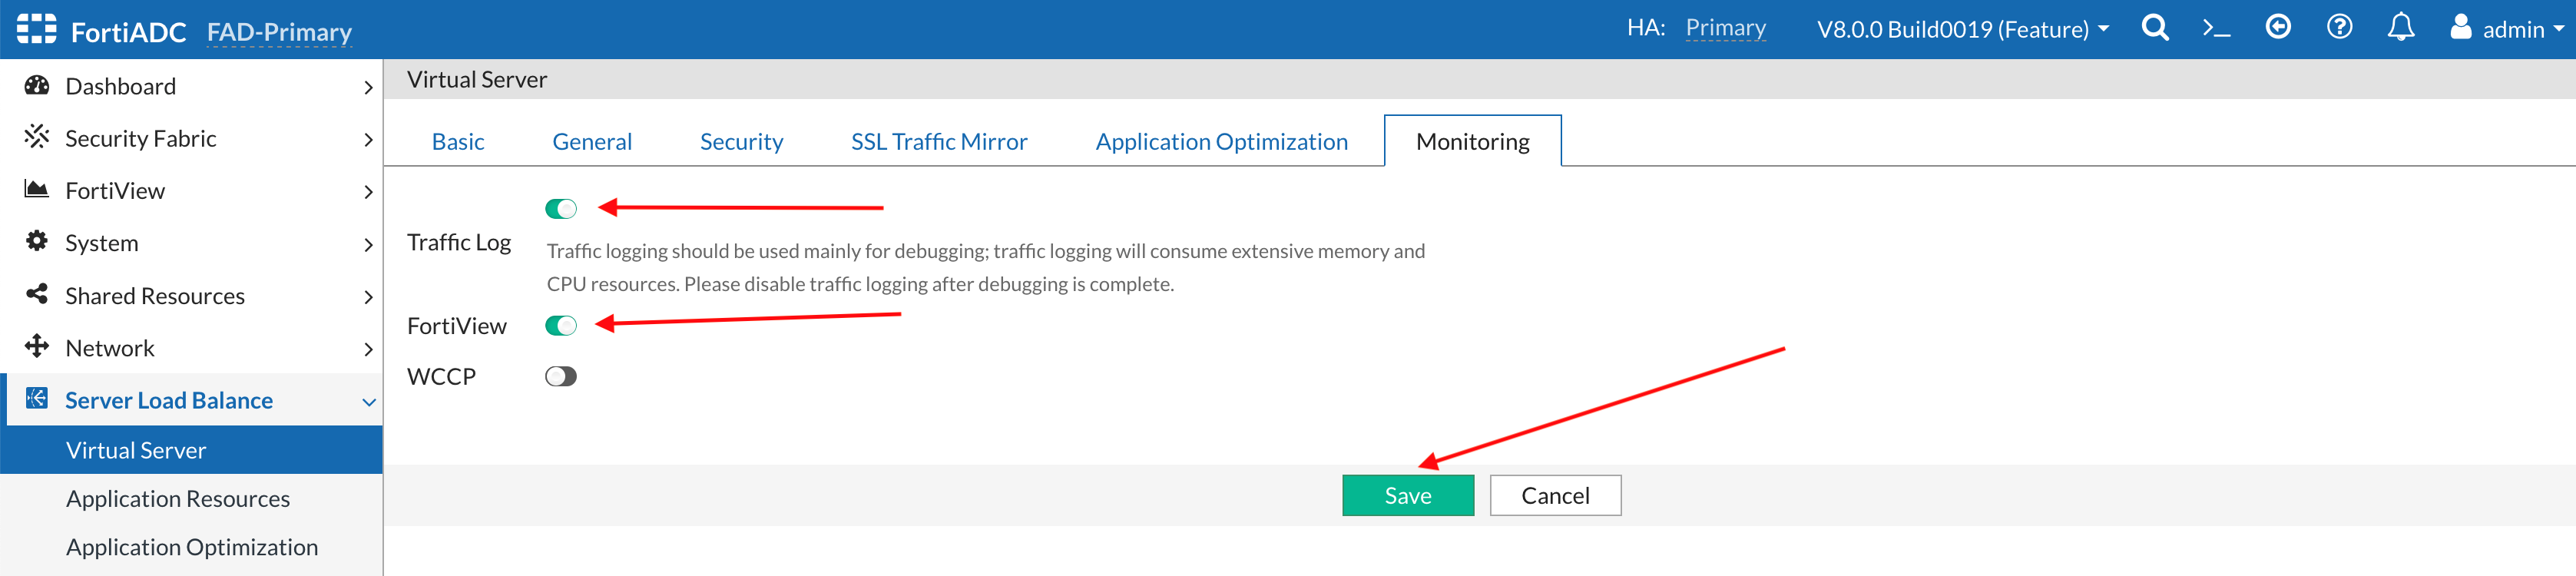 FortiADC FAD-Primary HA: Primary V8.0.0 Build0019 (Feature) admin
Dashboard
Security Fabric
FortiView
System
Shared Resources
Network
Server Load Balance
Virtual Server
Application Resources
Application Optimization
Virtual Server
Basic General Security SSL Traffic Mirror Application Optimization Monitoring
Traffic Log
Traffic logging should be used mainly for debugging; traffic logging will consume extensive memory and
CPU resources. Please disable traffic logging after debugging is complete.
FortiView
WCCP
Save Cancel